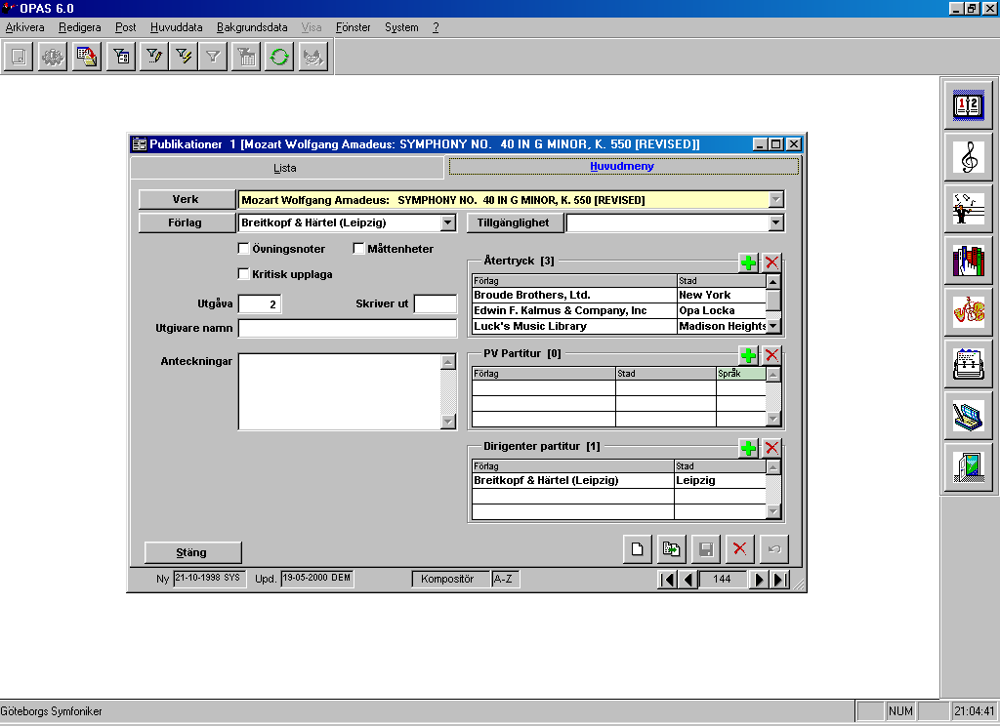 OPAS 6.0
Arkivera Redigera Post Huvuddata Bakgrundsdata Visa Fönster System ?
1 2
Publikationer 1 [Mozart Wolfgang Amadeus: SYMPHONY NO. 40 IN G MINOR, K. 550 [REVISED]]
Lista Huvudmeny
Verk Mozart Wolfgang Amadeus: SYMPHONY NO. 40 IN G MINOR, K. 550 [REVISED]
Förlag Breitkopf & Härtel (Leipzig) Tillgänglighet
Övningsnoter Måttenheter
Kritisk upplaga
Utgåva 2 Skriver ut
Utgivare namn
Anteckningar
Återtryck [3]
Förlag Stad
Broude Brothers, Ltd. New York
Edwin F. Kalmus & Company, Inc Opa Locka
Luck's Music Library Madison Heights
PV Partitur [0]
Förlag Stad Språk
Dirigenter partitur [1]
Förlag Stad
Breitkopf & Härtel (Leipzig) Leipzig
Stäng
Ny 21-10-1998 SYS Upd. 19-05-2000 DEM Kompositör A-Z 144
Göteborgs Symfoniker NUM 21:04:41